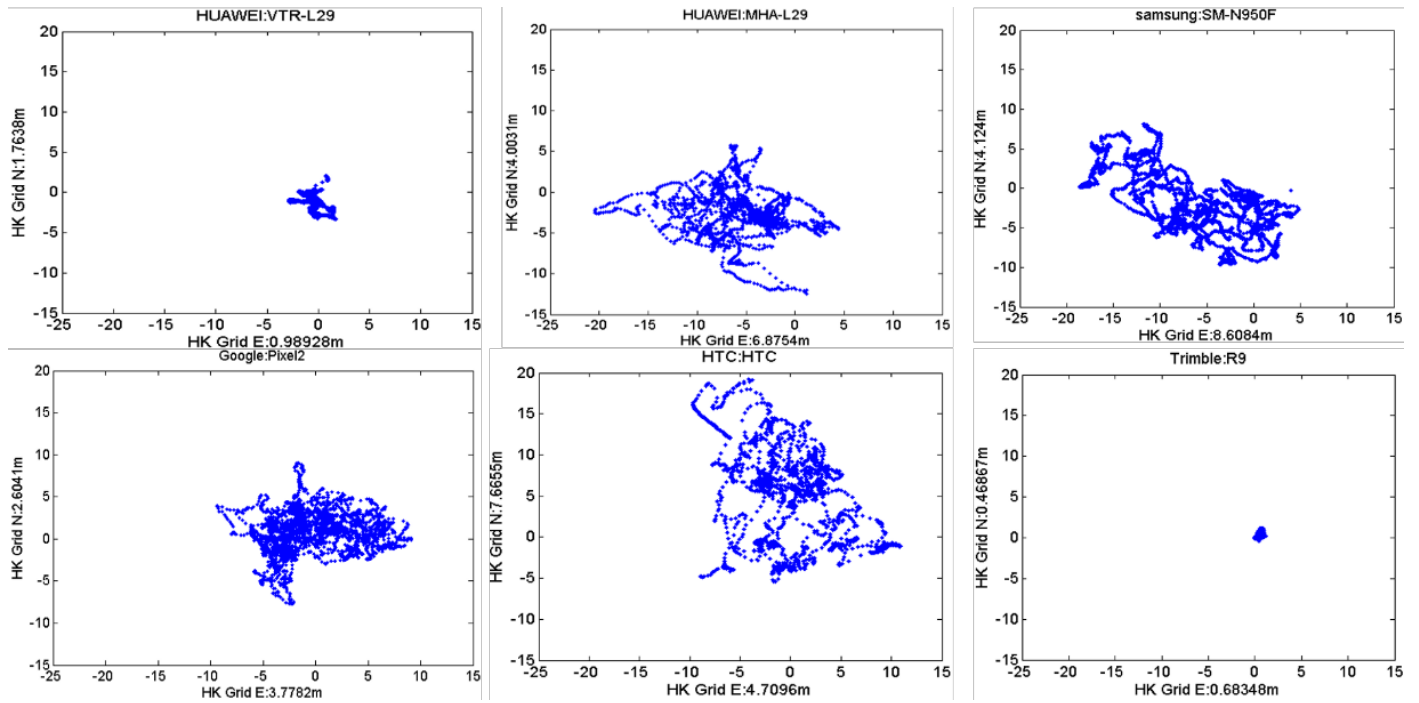 HUAWEI:VTR-L29
20
15
10
5
0
-5
-10
-15
-25 -20 -15 -10 -5 0 5 10 15
HK Grid N:1.7638m
HK Grid E:0.98928m
HUAWEI:MHA-L29
20
15
10
5
0
-5
-10
-15
-25 -20 -15 -10 -5 0 5 10 15
HK Grid N:4.0031m
HK Grid E:6.8754m
samsung:SM-N950F
20
15
10
5
0
-5
-10
-15
-25 -20 -15 -10 -5 0 5 10 15
HK Grid N:4.124m
HK Grid E:8.6084m
Google:Pixel2
20
15
10
5
0
-5
-10
-15
-25 -20 -15 -10 -5 0 5 10 15
HK Grid N:2.6041m
HK Grid E:3.7782m
HTC:HTC
20
15
10
5
0
-5
-10
-15
-25 -20 -15 -10 -5 0 5 10 15
HK Grid N:7.6655m
HK Grid E:4.7096m
Trimble:R9
20
15
10
5
0
-5
-10
-15
-25 -20 -15 -10 -5 0 5 10 15
HK Grid N:0.46867m
HK Grid E:0.68348m